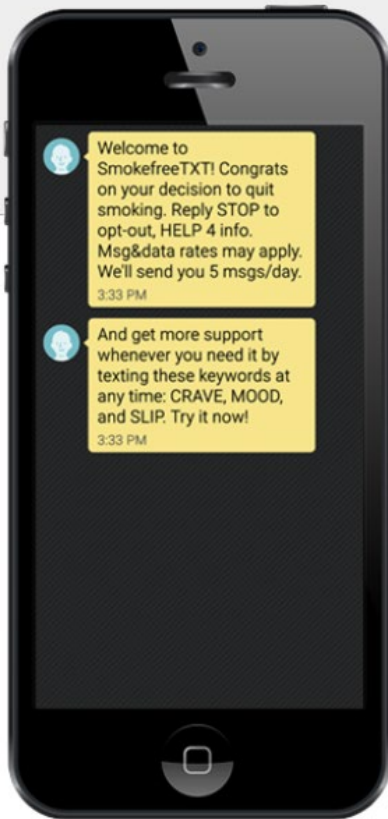 Welcome to
SmokefreeTXT! Congrats
on your decision to quit
smoking. Reply STOP to
opt-out, HELP 4 info.
Msg&data rates may apply.
We'll send you 5 msgs/day.
3:33 PM
And get more support
whenever you need it by
texting these keywords at
any time: CRAVE, MOOD,
and SLIP. Try it now!
3:33 PM